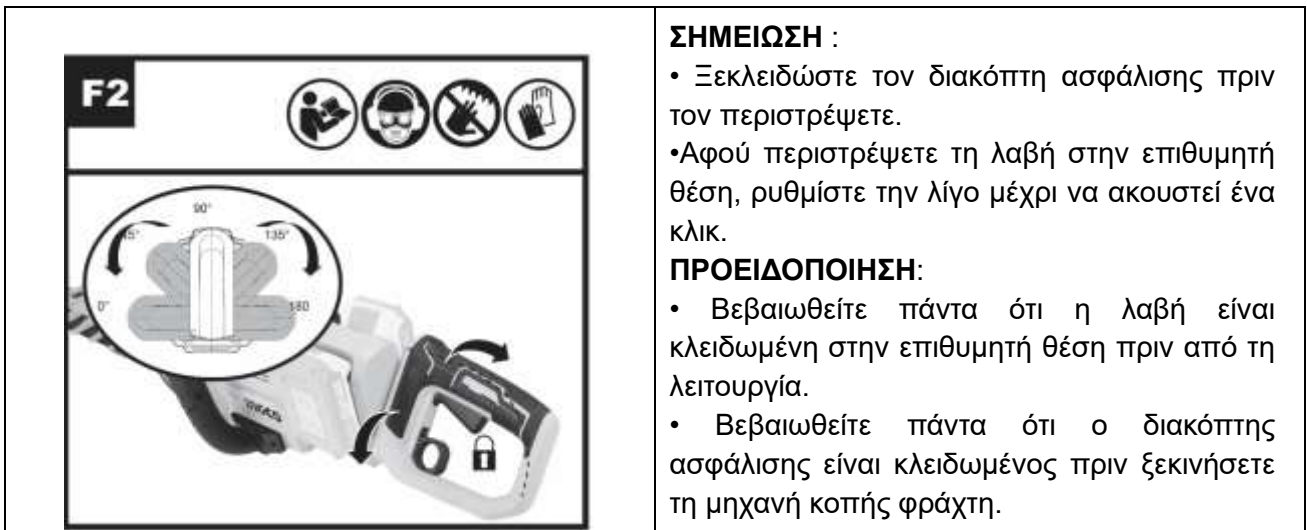 F2
90°
135°
0°
180
ΣΗΜΕΙΩΣΗ :
• Ξεκλειδώστε τον διακόπτη ασφάλισης πριν
τον περιστρέψετε.
•Αφού περιστρέψετε τη λαβή στην επιθυμητή
θέση, ρυθμίστε την λίγο μέχρι να ακουστεί ένα
κλικ.
ΠΡΟΕΙΔΟΠΟΙΗΣΗ:
• Βεβαιωθείτε πάντα ότι η λαβή είναι
κλειδωμένη στην επιθυμητή θέση πριν από τη
λειτουργία.
• Βεβαιωθείτε πάντα ότι ο διακόπτης
ασφάλισης είναι κλειδωμένος πριν ξεκινήσετε
τη μηχανή κοπής φράχτη.